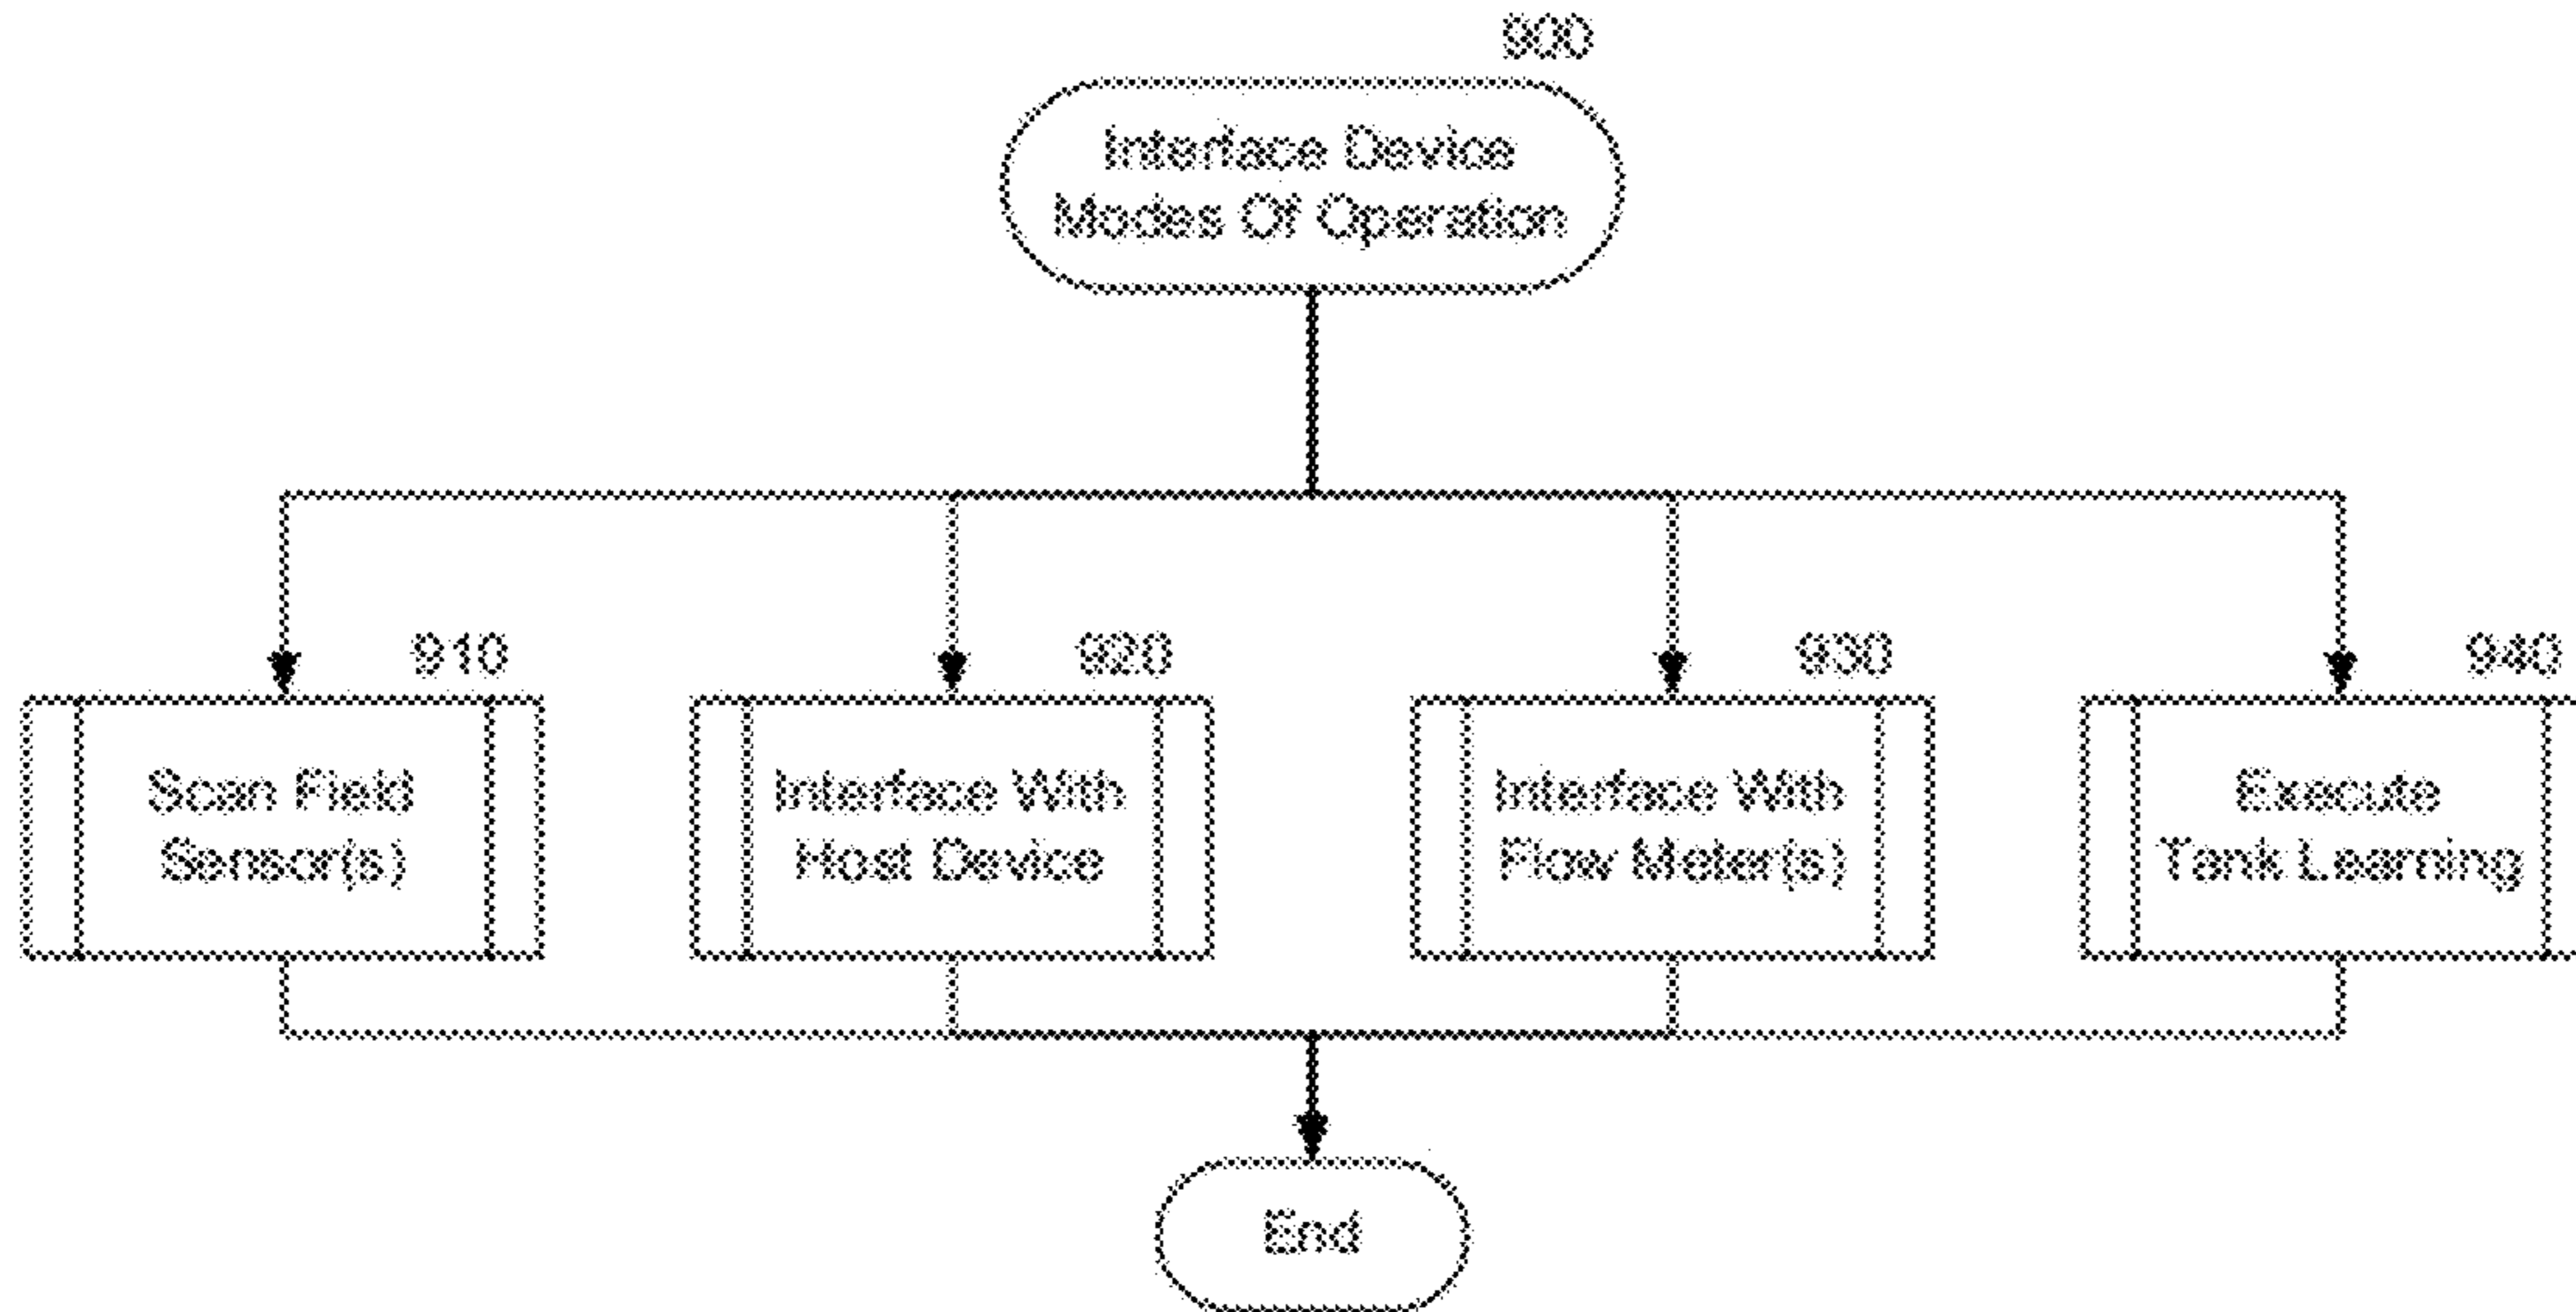 900
Interface Device
Modes Of Operation
910
920
930
940
Scan Field
Sensor(s)
Interface With
Host Device
Interface With
Flow Meter(s)
Execute
Tank Learning
End